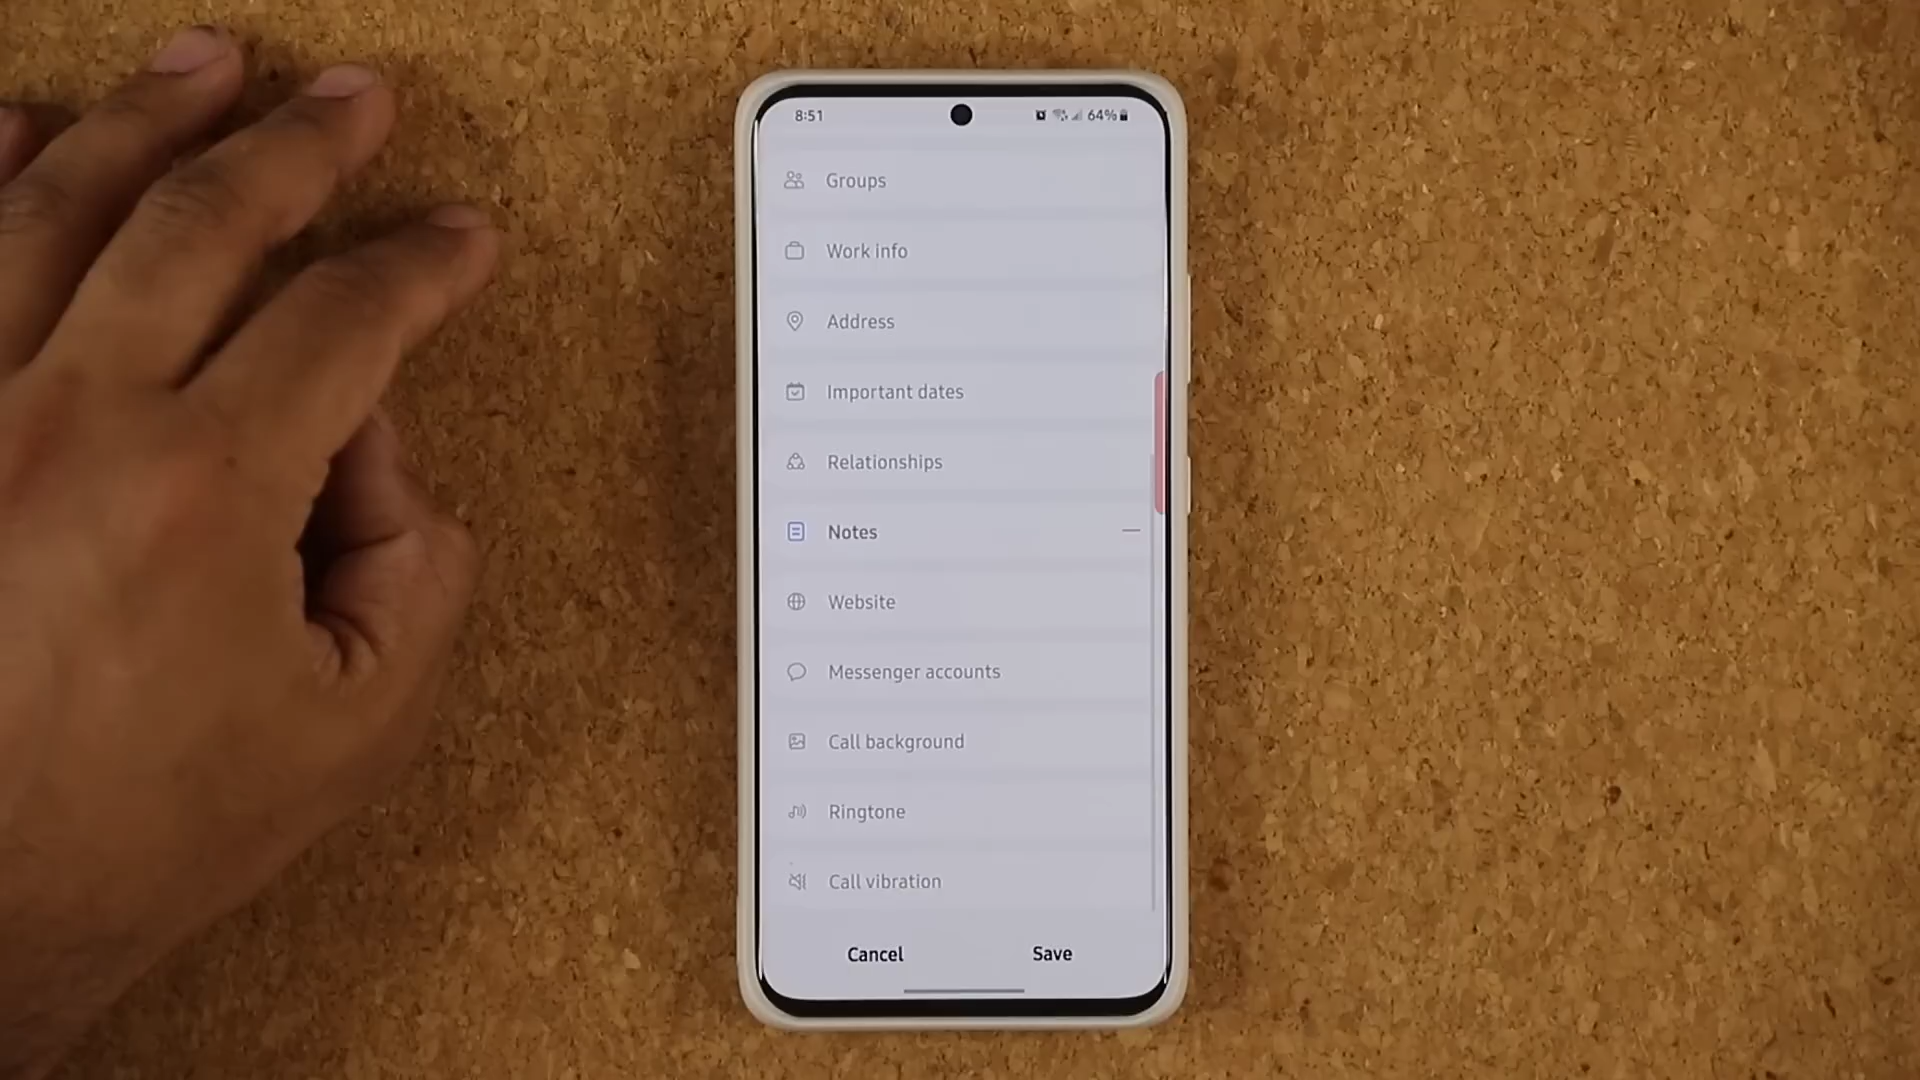 8:51 64%
Groups
Work info
Address
Important dates
Relationships
Notes
Website
Messenger accounts
Call background
Ringtone
Call vibration
Cancel Save